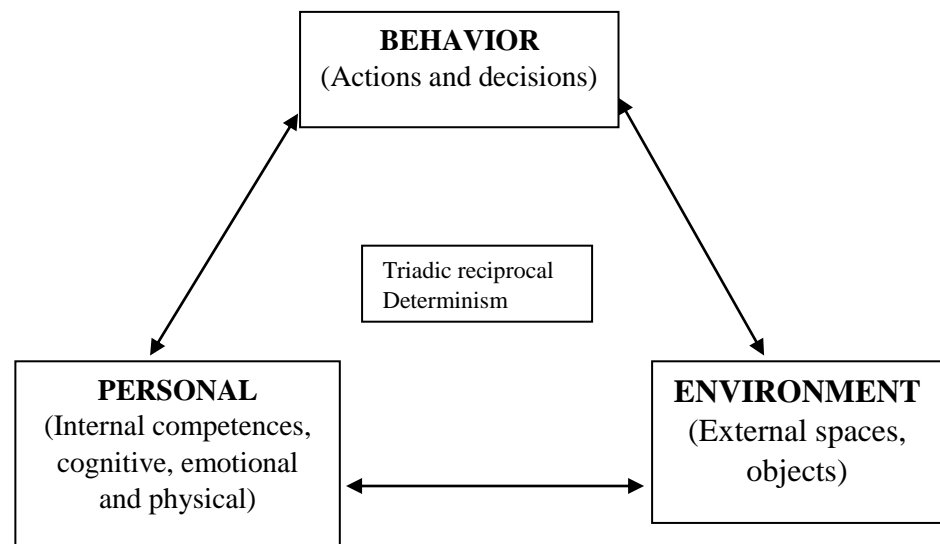 BEHAVIOR
(Actions and decisions)
Triadic reciprocal
Determinism
PERSONAL
(Internal competences,
cognitive, emotional
and physical)
ENVIRONMENT
(External spaces,
objects)